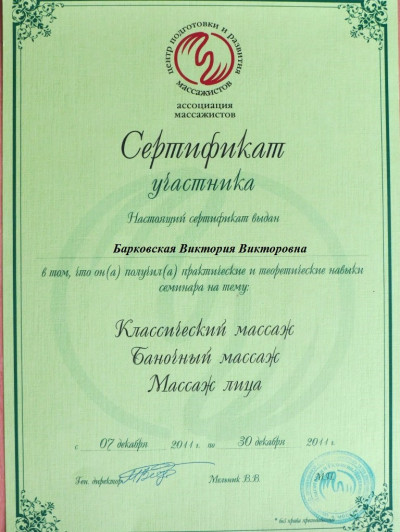 центр подготовки и развития
массажистов
ассоциация
массажистов
Сертификат
участника
Настоящий сертификат выдан
Барковская Виктория Викторовна
в том, что он(а) получил(а) практические и теоретические навыки
семинара на тему:
Классический массаж
Баночный массаж
Массаж лица
с 07 декабря 2011 г. по 30 декабря 2011 г.
Ген. директор Мельник В.В. М.П.